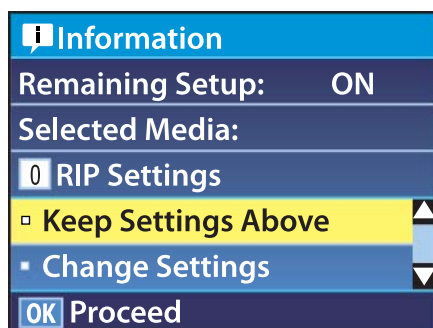 Information
Remaining Setup: ON
Selected Media:
0 RIP Settings
Keep Settings Above
Change Settings
OK Proceed